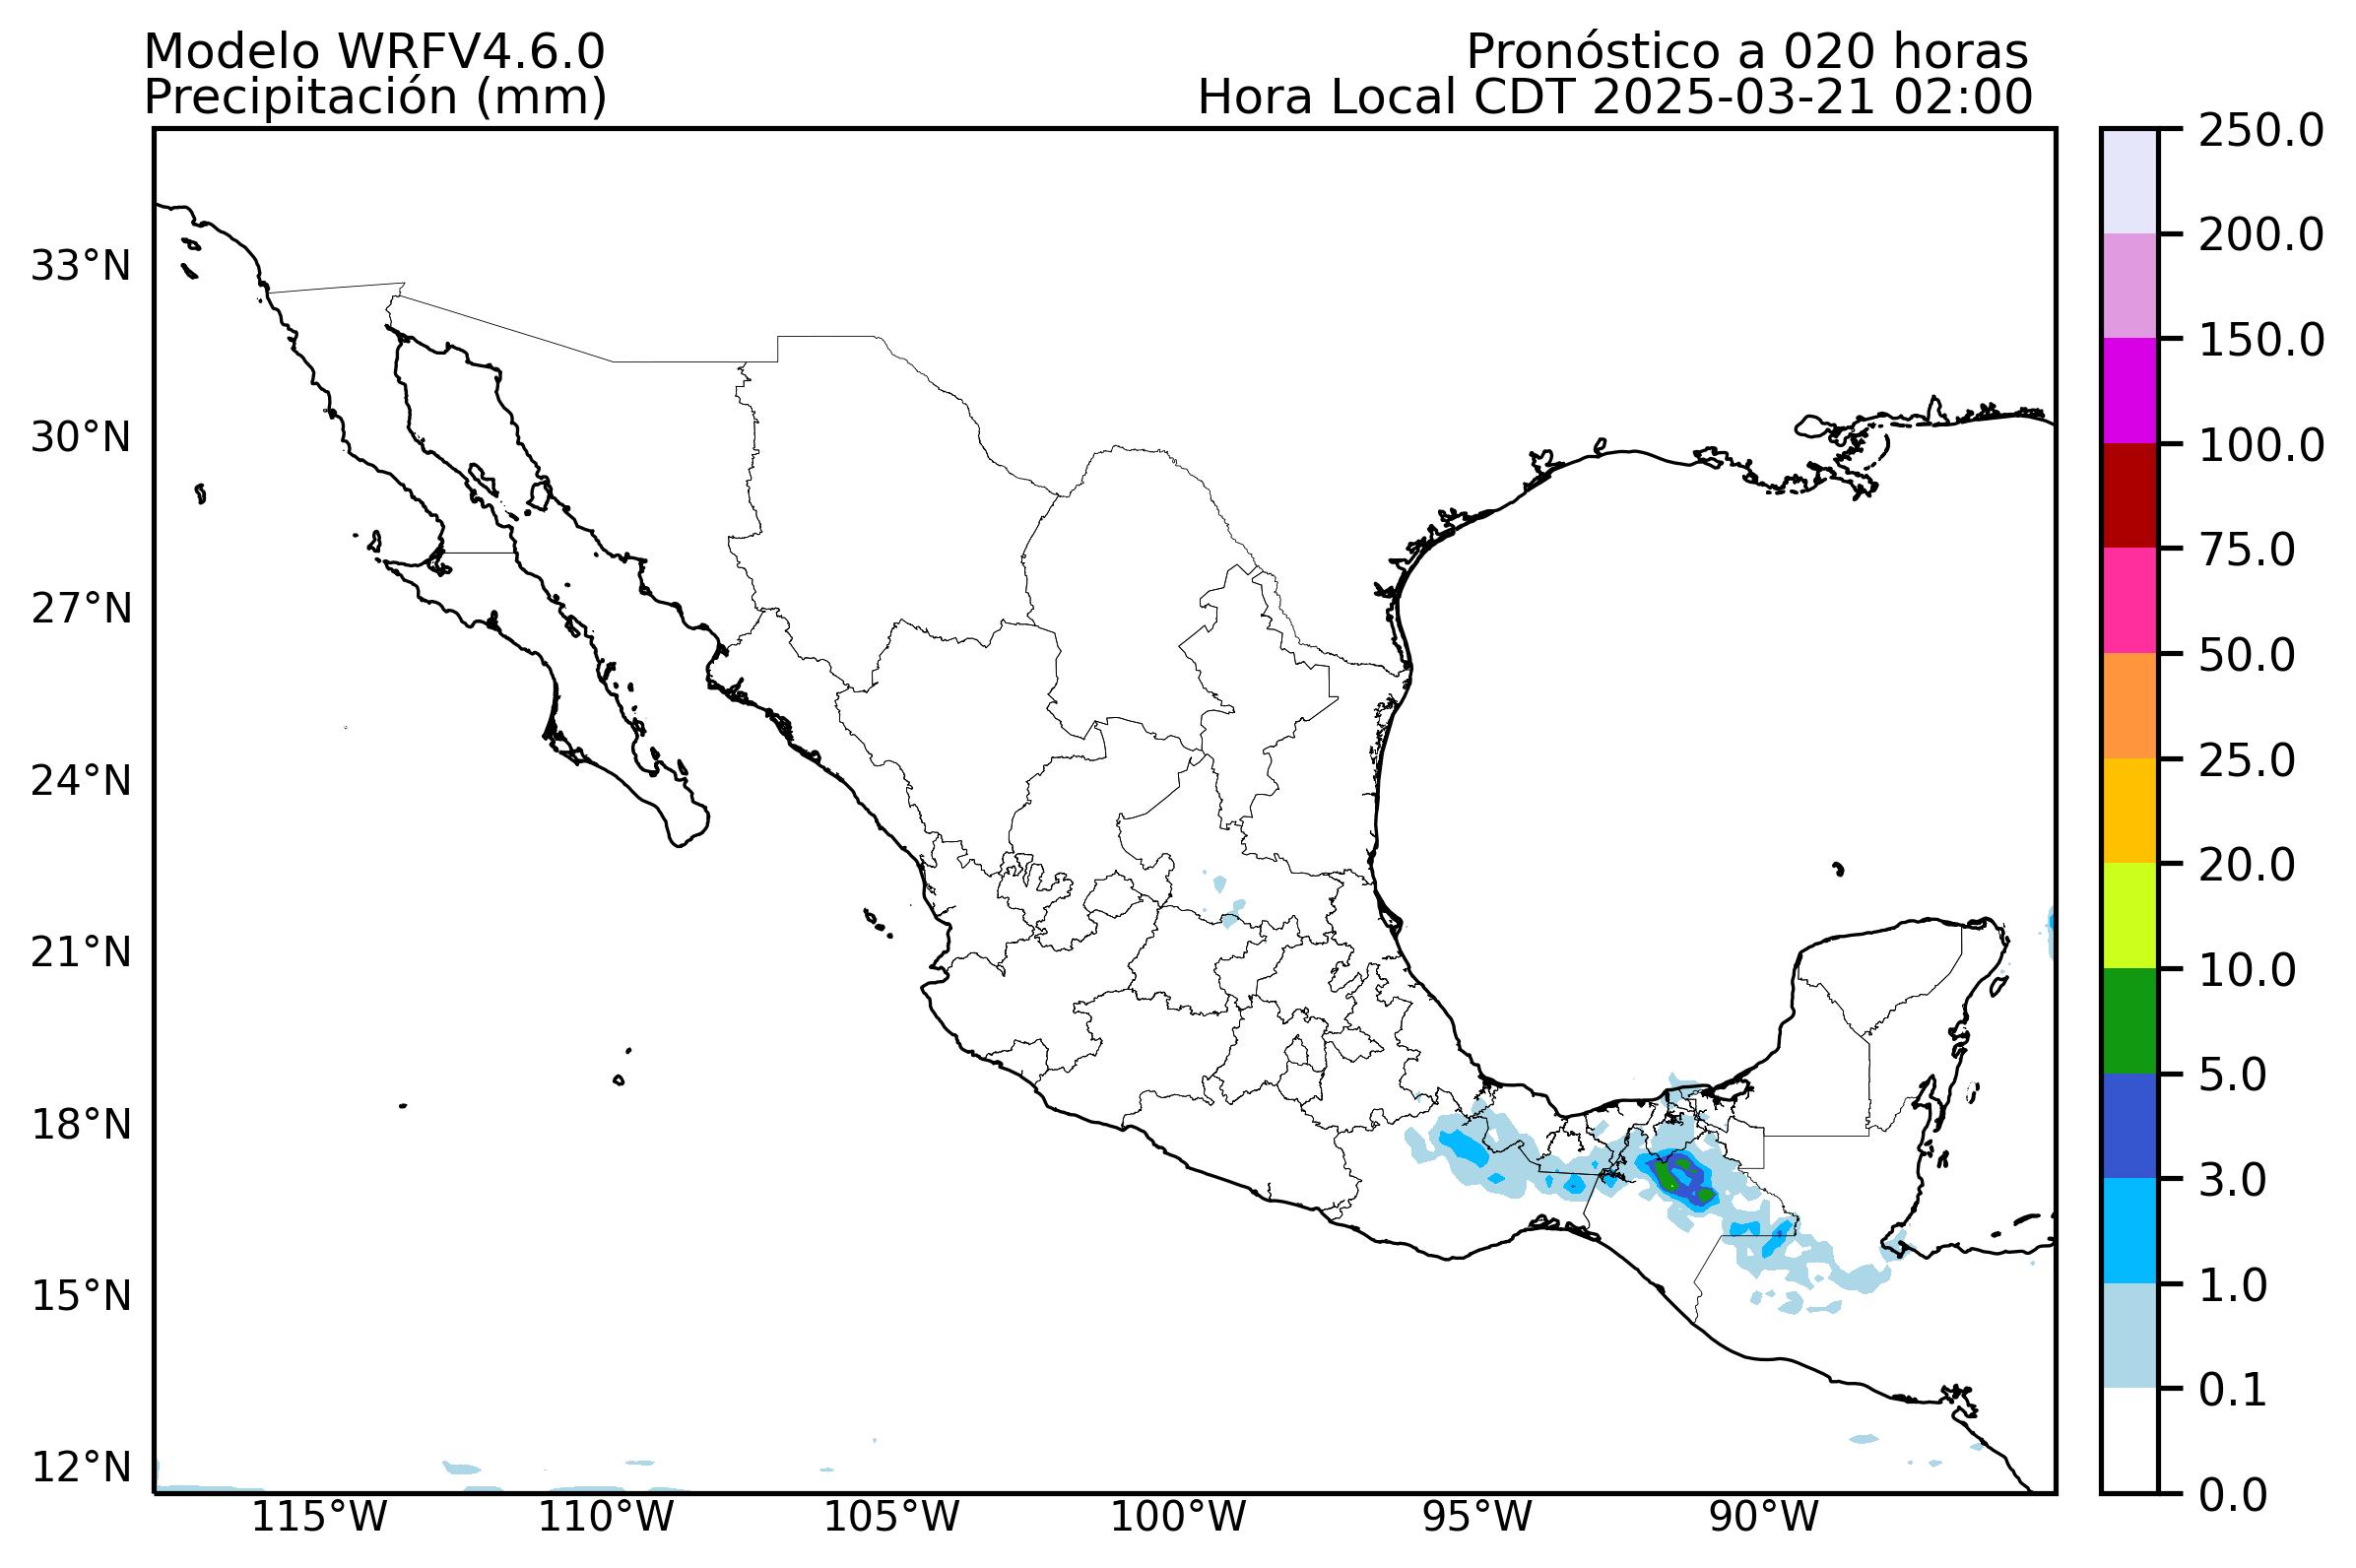 Modelo WRFV4.6.0
Precipitación (mm)
Pronóstico a 020 horas
Hora Local CDT 2025-03-21 02:00
33°N
30°N
27°N
24°N
21°N
18°N
15°N
12°N
115°W
110°W
105°W
100°W
95°W
90°W
250.0
200.0
150.0
100.0
75.0
50.0
25.0
20.0
10.0
5.0
3.0
1.0
0.1
0.0